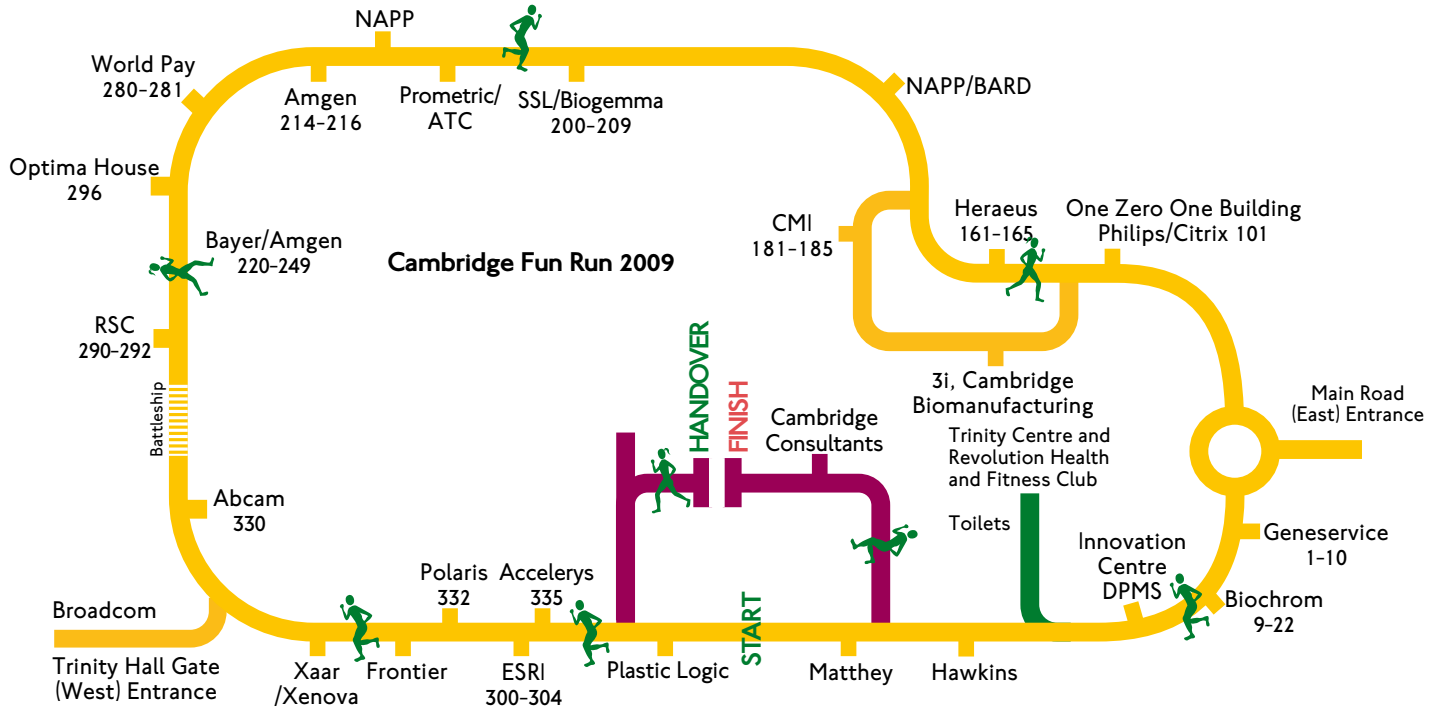 NAPP
World Pay
280–281
Amgen
214–216
Prometric/
ATC
SSL/Biogemma
200–209
NAPP/BARD
Optima House
296
Bayer/Amgen
220–249
Cambridge Fun Run 2009
CMI
181–185
Heraeus
161–165
One Zero One Building
Philips/Citrix 101
RSC
290–292
Battleship
HANDOVER
FINISH
Cambridge
Consultants
3i, Cambridge
Biomanufacturing
Trinity Centre and
Revolution Health
and Fitness Club
Toilets
Main Road
(East) Entrance
Abcam
330
Geneservice
1–10
Innovation
Centre
DPMS
Biochrom
9–22
Broadcom
Trinity Hall Gate
(West) Entrance
Polaris
332
Accelerys
335
START
Xaar
/Xenova
Frontier
ESRI
300–304
Plastic Logic
Matthey
Hawkins